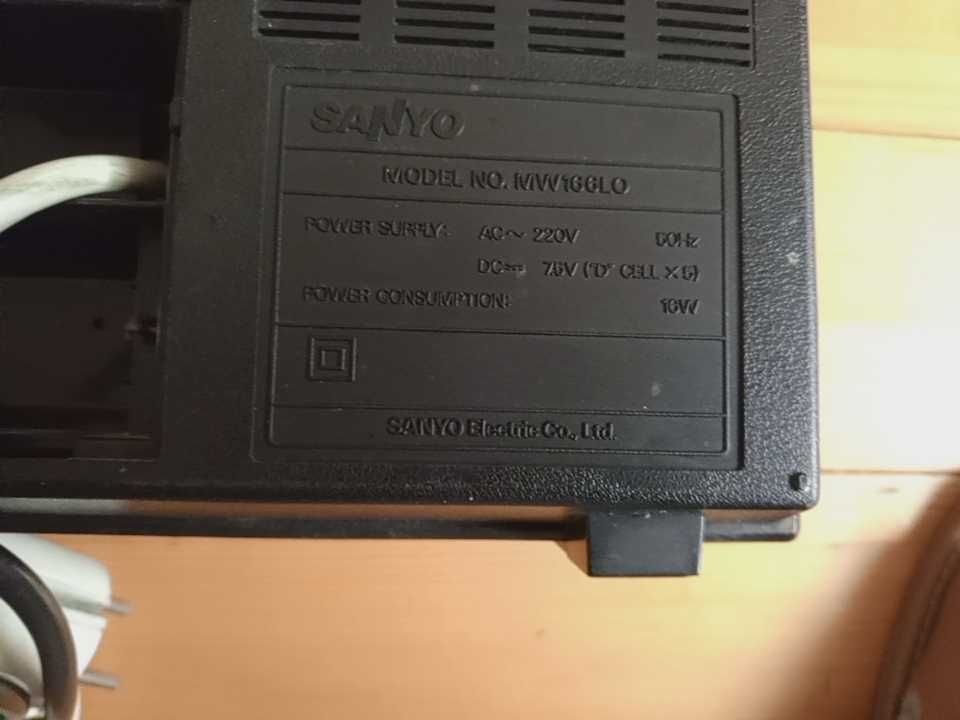 SANYO
MODEL NO. MW166LO
POWER SUPPLY: AC～ 220V 50Hz
DC⎓ 7.5V ("D" CELL × 5)
POWER CONSUMPTION: 16W
SANYO Electric Co., Ltd.